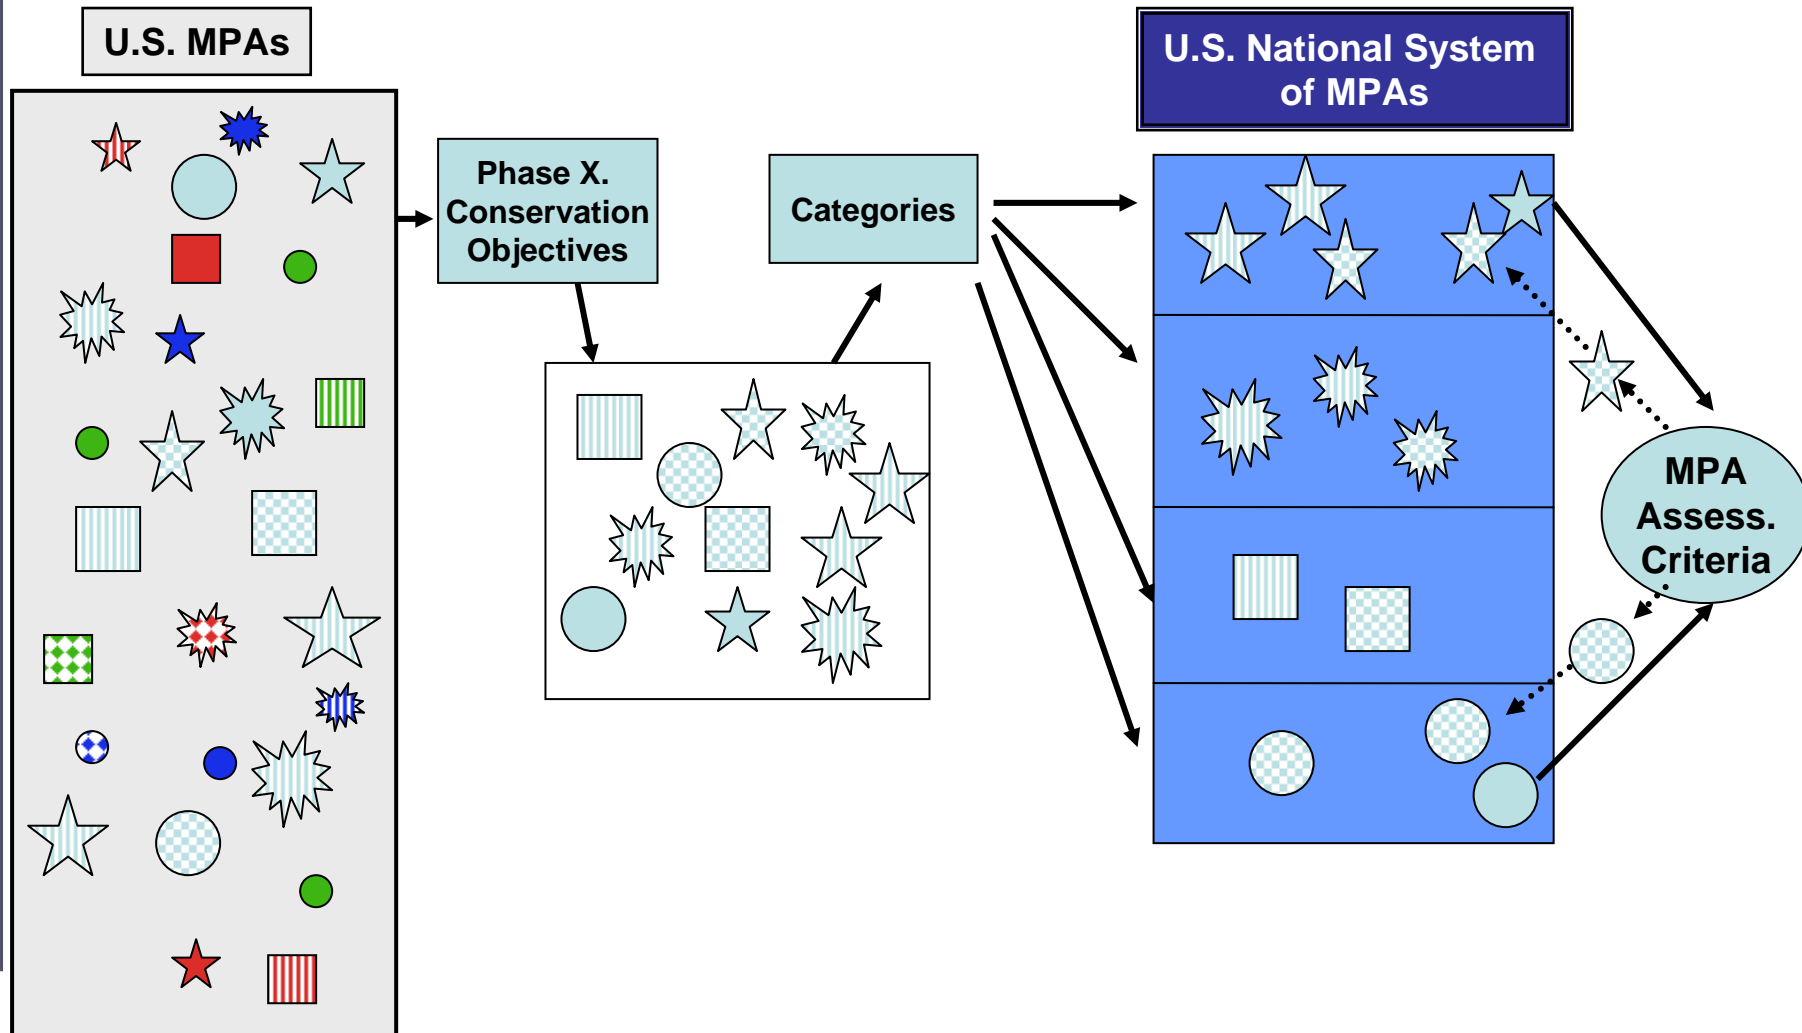 U.S. MPAs
Phase X.
Conservation
Objectives
Categories
U.S. National System
of MPAs
MPA
Assess.
Criteria